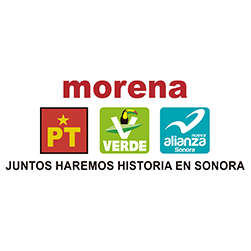 morena
PT
VERDE
nueva
alianza
Sonora
JUNTOS HAREMOS HISTORIA EN SONORA